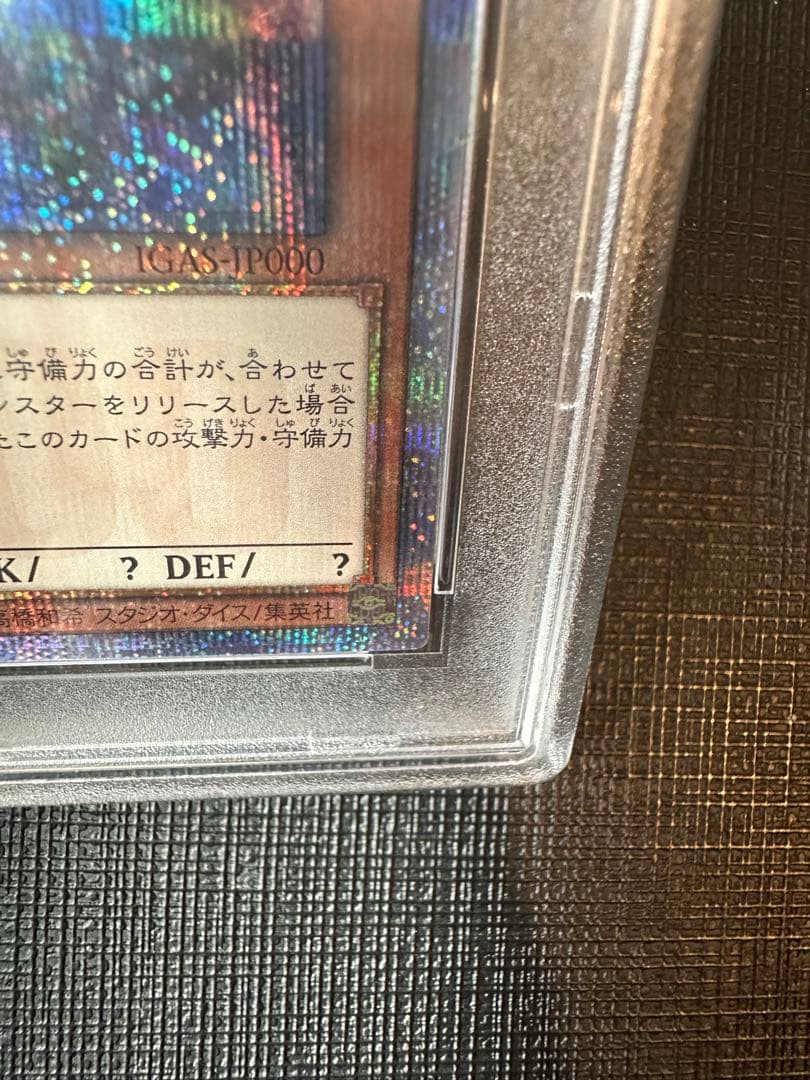 IGAS-JP000
守備力の合計が、合わせて
スターをリリースした場合
たこのカードの攻撃力・守備力
K/ ? DEF/ ?
高橋和希 スタジオ・ダイス/集英社